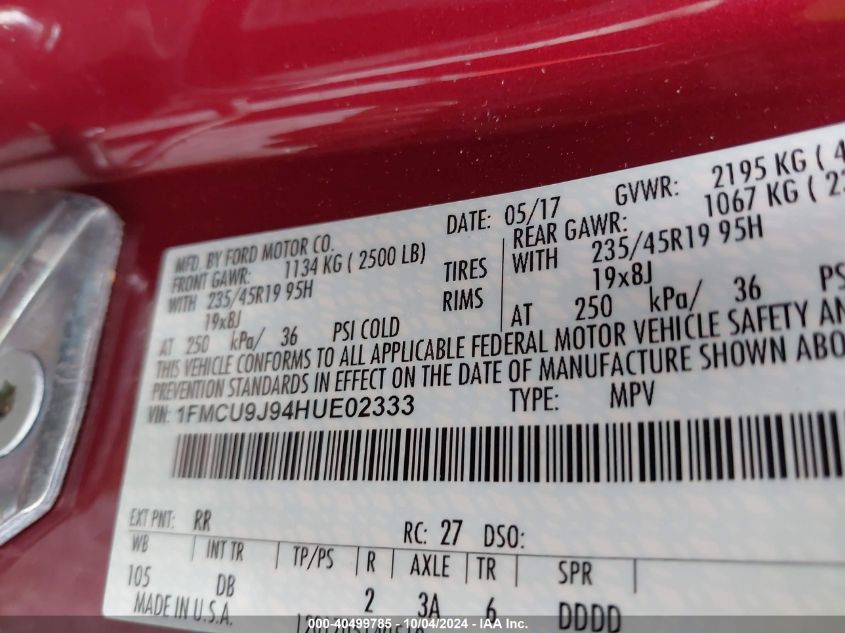 MFD. BY FORD MOTOR CO. DATE: 05/17 GVWR: 2195 KG ( 4
FRONT GAWR: 1134 KG ( 2500 LB) REAR GAWR: 1067 KG ( 23
WITH 235/45R19 95H TIRES WITH 235/45R19 95H
19x8J RIMS 19x8J
AT 250 kPa/ 36 PSI COLD AT 250 kPa/ 36 PS
THIS VEHICLE CONFORMS TO ALL APPLICABLE FEDERAL MOTOR VEHICLE SAFETY AN
PREVENTION STANDARDS IN EFFECT ON THE DATE OF MANUFACTURE SHOWN ABO
VIN: 1FMCU9J94HUE02333 TYPE: MPV
EXT PNT: RR RC: 27 DSO:
WB INT TR TP/PS R AXLE TR SPR
105 DB 2 3A 6 DDDD
MADE IN U.S.A.
000-40499785 - 10/04/2024 - IAA